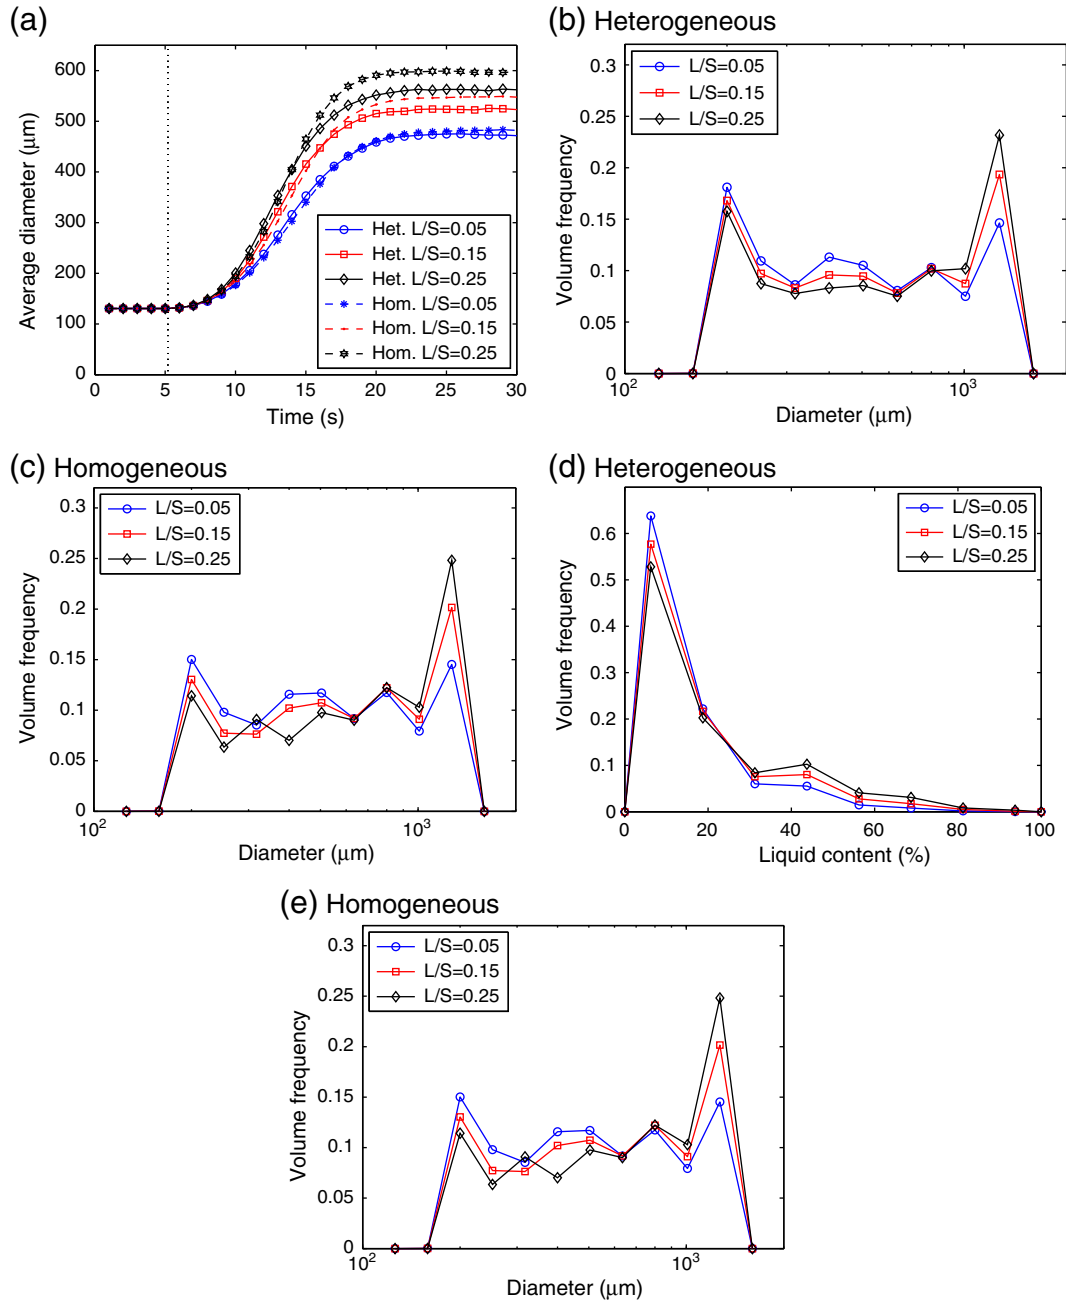 (a)
600
500
400
300
200
100
0
0 5 10 15 20 25 30
Average diameter (μm)
Time (s)
Het. L/S=0.05
Het. L/S=0.15
Het. L/S=0.25
Hom. L/S=0.05
Hom. L/S=0.15
Hom. L/S=0.25
(b) Heterogeneous
0.3
0.25
0.2
0.15
0.1
0.05
0
10² 10³
Volume frequency
Diameter (μm)
L/S=0.05
L/S=0.15
L/S=0.25
(c) Homogeneous
0.3
0.25
0.2
0.15
0.1
0.05
0
10² 10³
Volume frequency
Diameter (μm)
L/S=0.05
L/S=0.15
L/S=0.25
(d) Heterogeneous
0.6
0.5
0.4
0.3
0.2
0.1
0
0 20 40 60 80 100
Volume frequency
Liquid content (%)
L/S=0.05
L/S=0.15
L/S=0.25
(e) Homogeneous
0.3
0.25
0.2
0.15
0.1
0.05
0
10² 10³
Volume frequency
Diameter (μm)
L/S=0.05
L/S=0.15
L/S=0.25